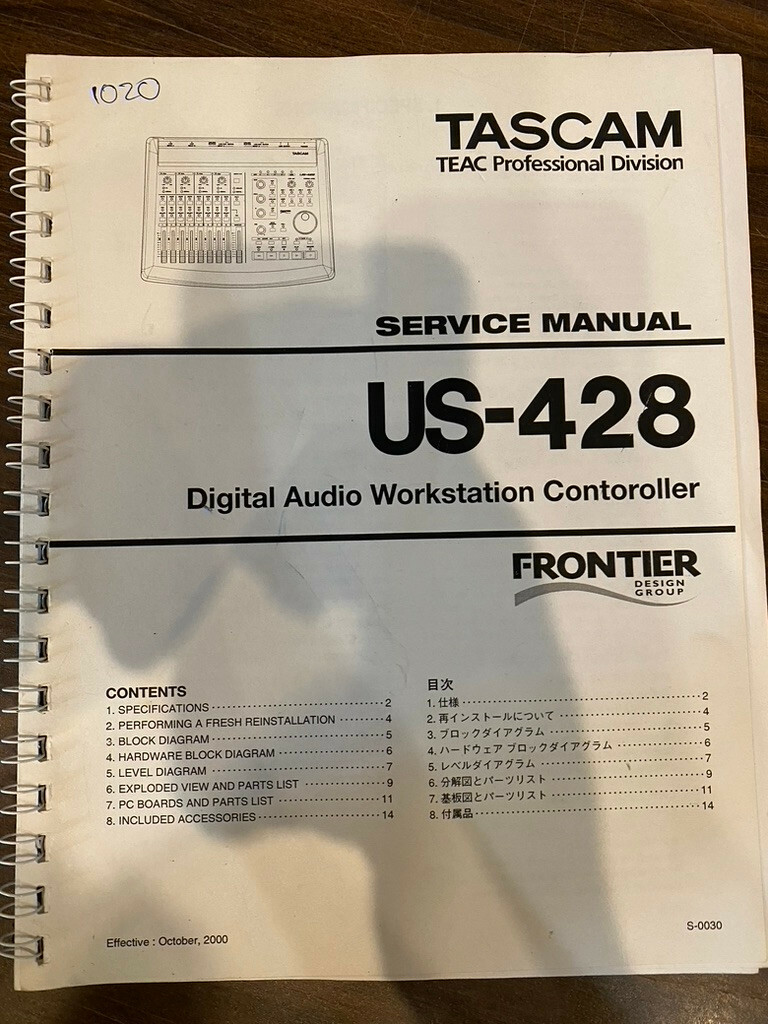 1020
TASCAM
TEAC Professional Division
SERVICE MANUAL
US-428
Digital Audio Workstation Contoroller
FRONTIER
DESIGN
GROUP
CONTENTS
1. SPECIFICATIONS 2
2. PERFORMING A FRESH REINSTALLATION 4
3. BLOCK DIAGRAM 5
4. HARDWARE BLOCK DIAGRAM 6
5. LEVEL DIAGRAM 7
6. EXPLODED VIEW AND PARTS LIST 9
7. PC BOARDS AND PARTS LIST 11
8. INCLUDED ACCESSORIES 14
目次
1. 仕様 2
2. 再インストールについて 4
3. ブロックダイアグラム 5
4. ハードウェア ブロックダイアグラム 6
5. レベルダイアグラム 7
6. 分解図とパーツリスト 9
7. 基板図とパーツリスト 11
8. 付属品 14
Effective : October, 2000
S-0030